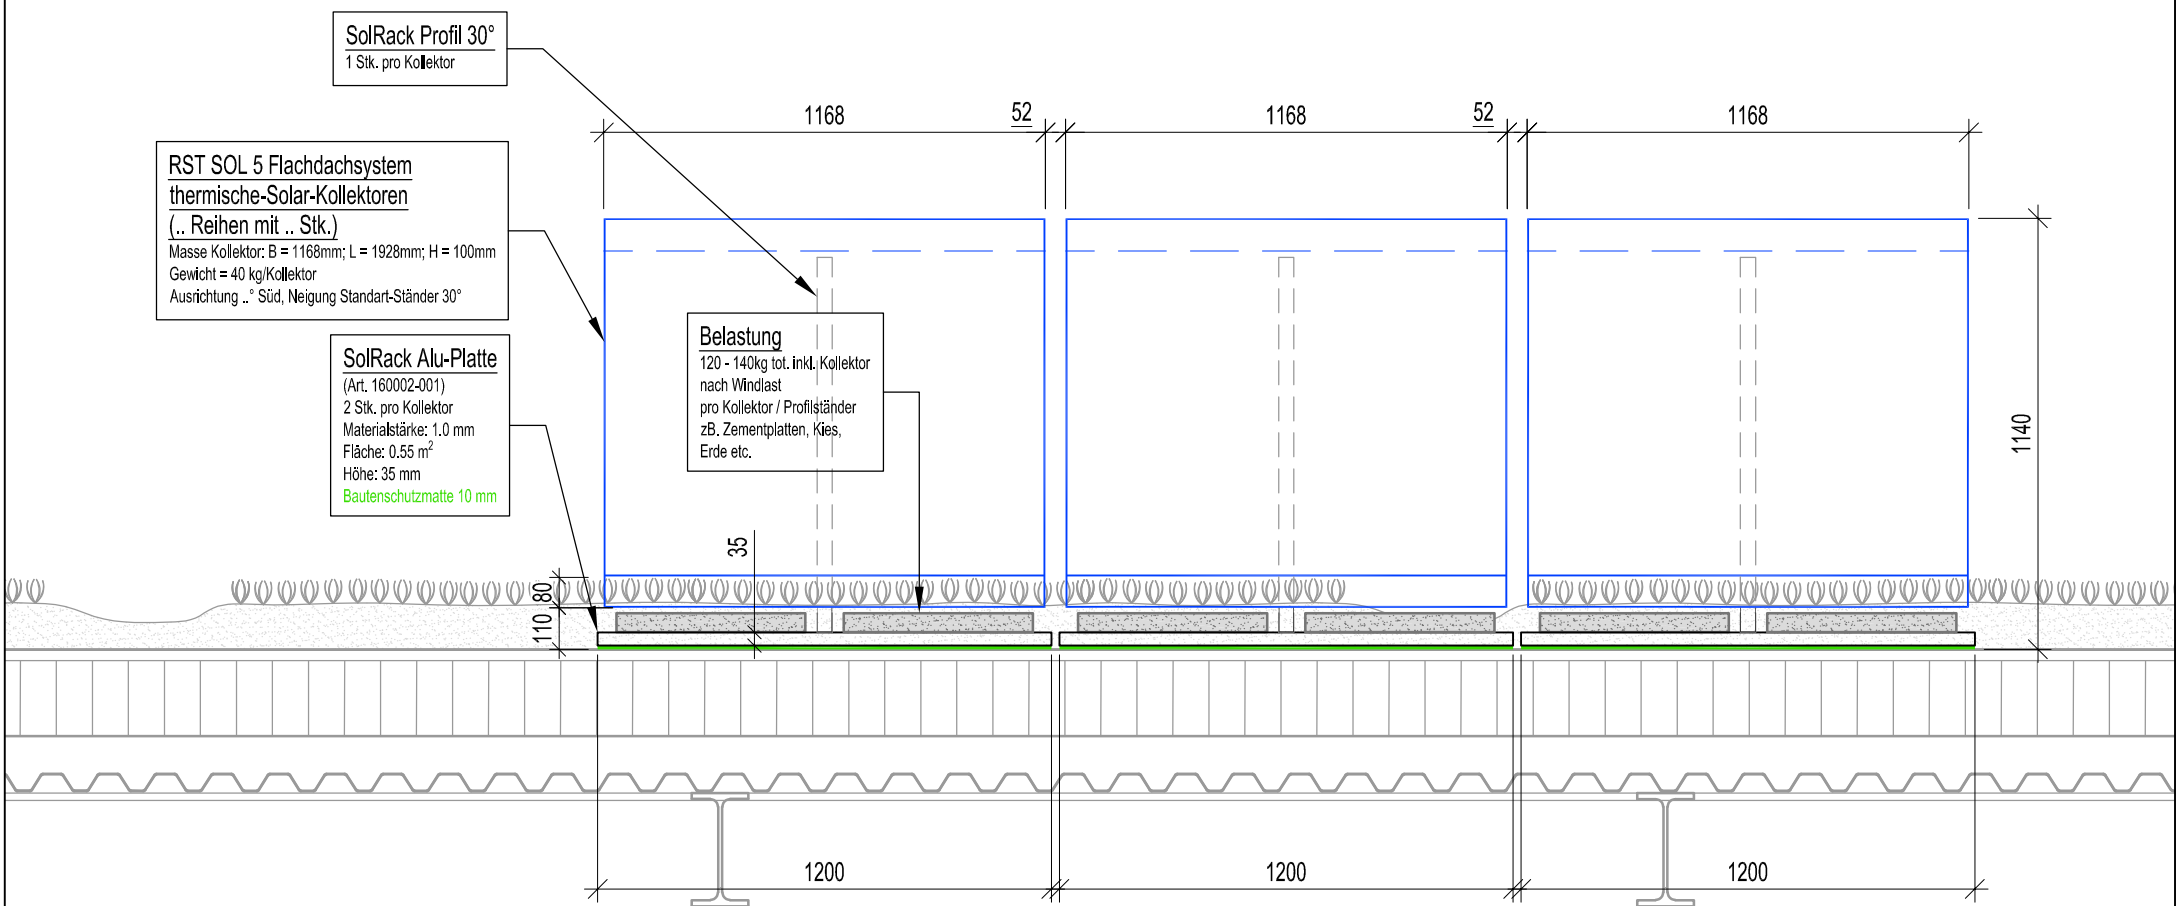 SolRack Profil 30°
1 Stk. pro Kollektor
1168
52
1168
52
1168
RST SOL 5 Flachdachsystem
thermische-Solar-Kollektoren
(.. Reihen mit .. Stk.)
Masse Kollektor: B = 1168mm; L = 1928mm; H = 100mm
Gewicht = 40 kg/Kollektor
Ausrichtung ..° Süd, Neigung Standart-Ständer 30°
SolRack Alu-Platte
(Art. 160002-001)
2 Stk. pro Kollektor
Materialstärke: 1.0 mm
Fläche: 0.55 m²
Höhe: 35 mm
Bautenschutzmatte 10 mm
Belastung
120 - 140kg tot. inkl. Kollektor
nach Windlast
pro Kollektor / Profilständer
zB. Zementplatten, Kies,
Erde etc.
1140
35
80
110
1200
1200
1200